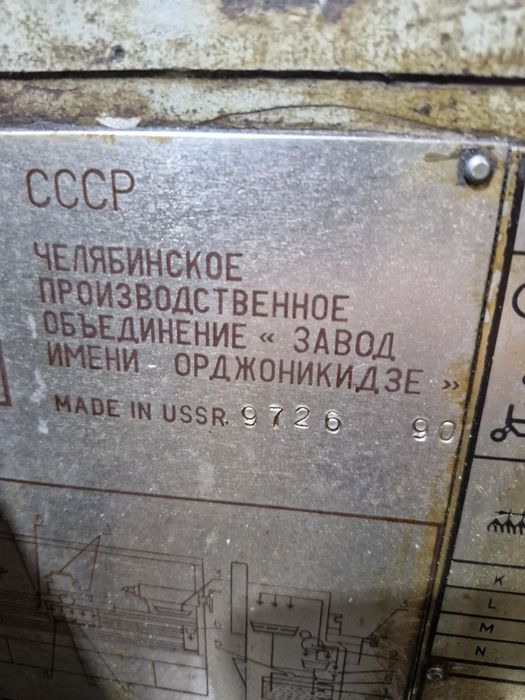 СССР
ЧЕЛЯБИНСКОЕ
ПРОИЗВОДСТВЕННОЕ
ОБЪЕДИНЕНИЕ « ЗАВОД
ИМЕНИ ОРДЖОНИКИДЗЕ »
MADE IN USSR. 9726 90
K
L
M
N